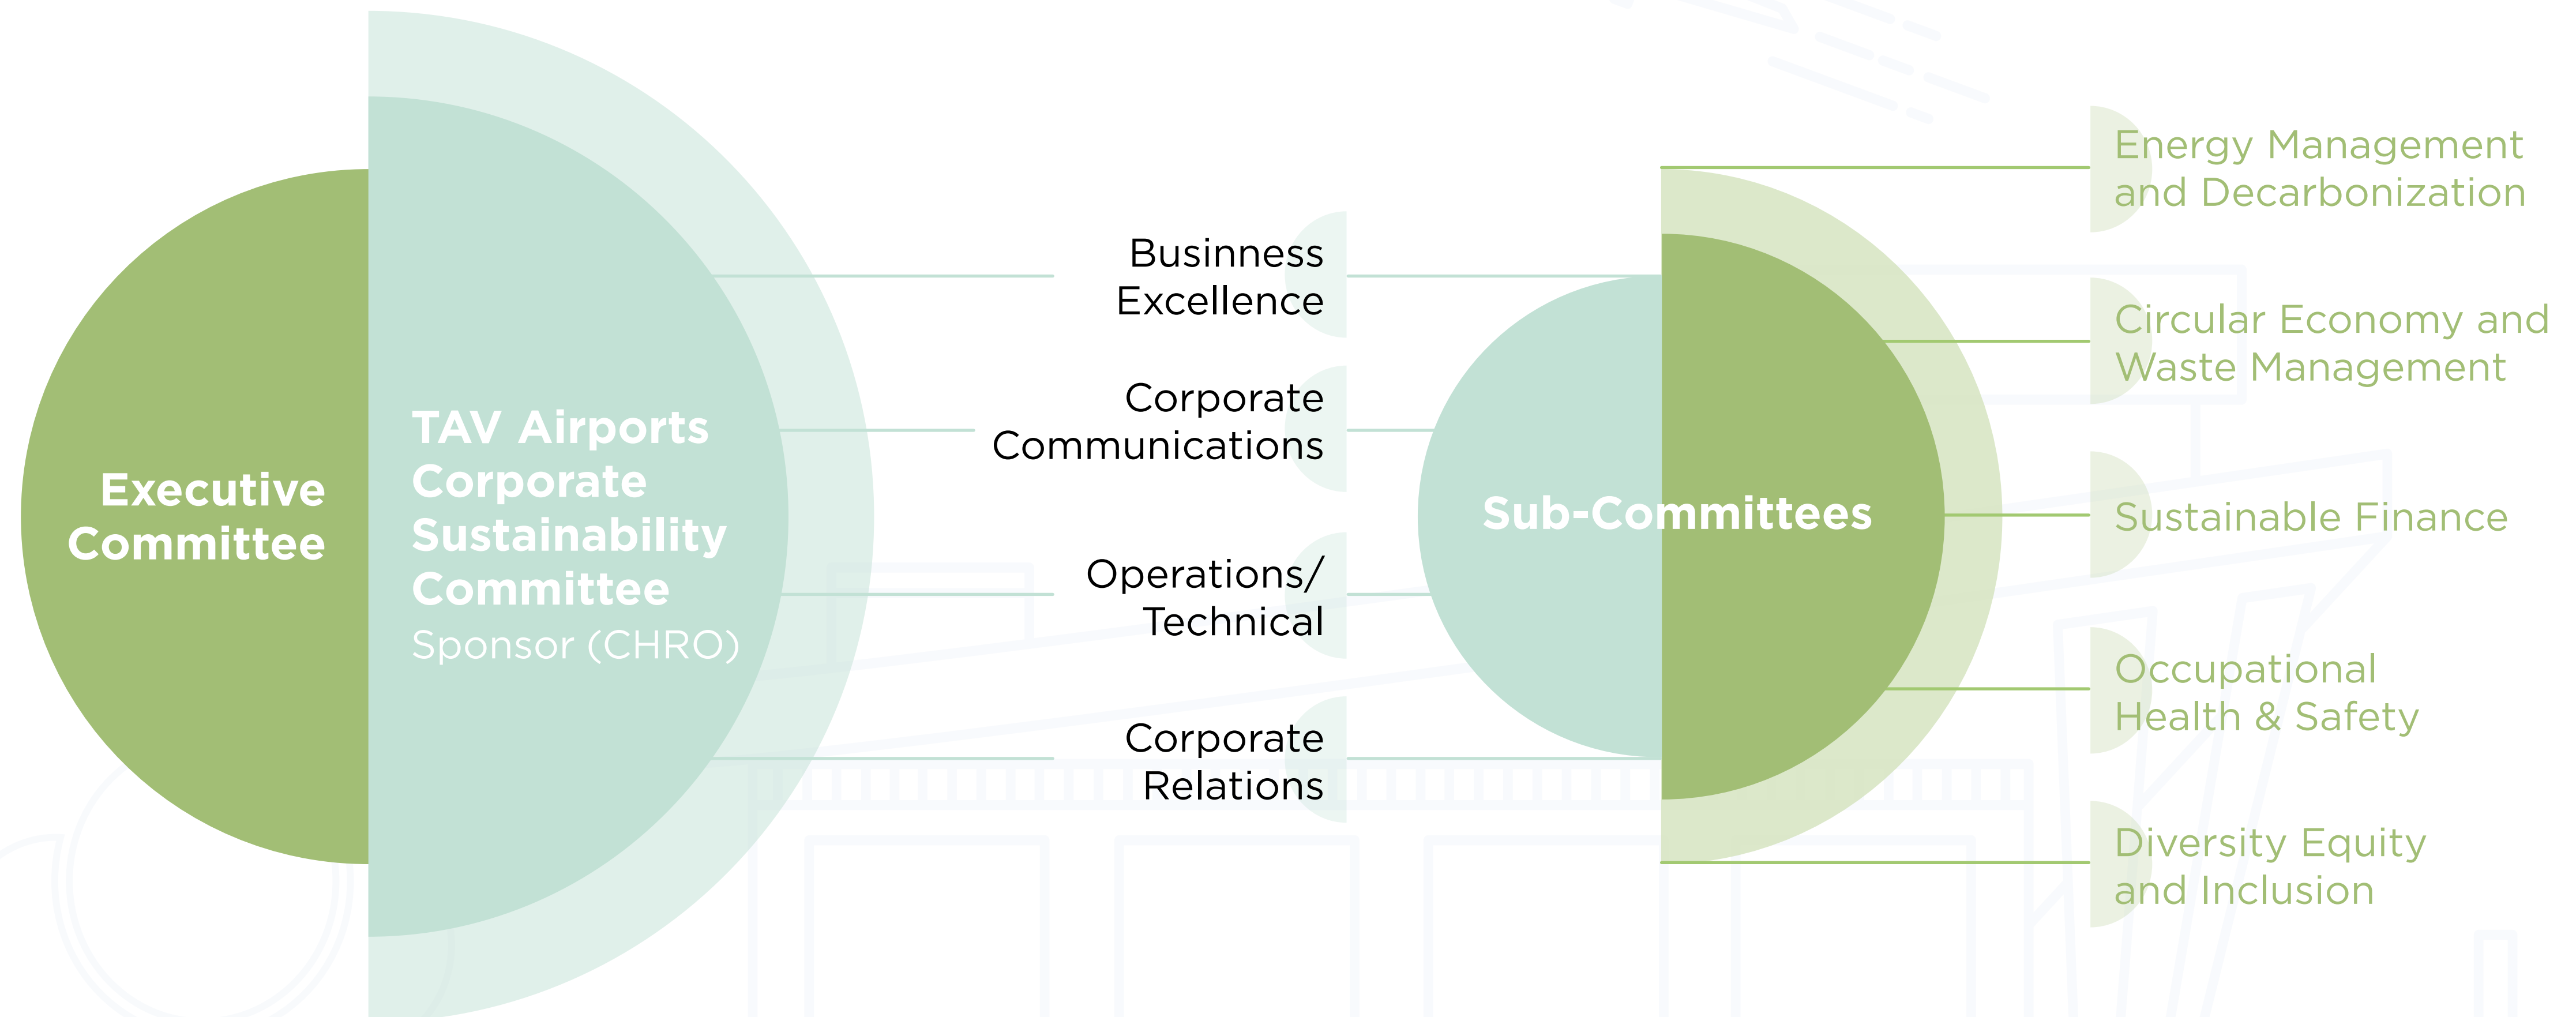 Executive
Committee
TAV Airports
Corporate
Sustainability
Committee
Sponsor (CHRO)
Businness
Excellence
Corporate
Communications
Operations/
Technical
Corporate
Relations
Sub-Committees
Energy Management
and Decarbonization
Circular Economy and
Waste Management
Sustainable Finance
Occupational
Health & Safety
Diversity Equity
and Inclusion